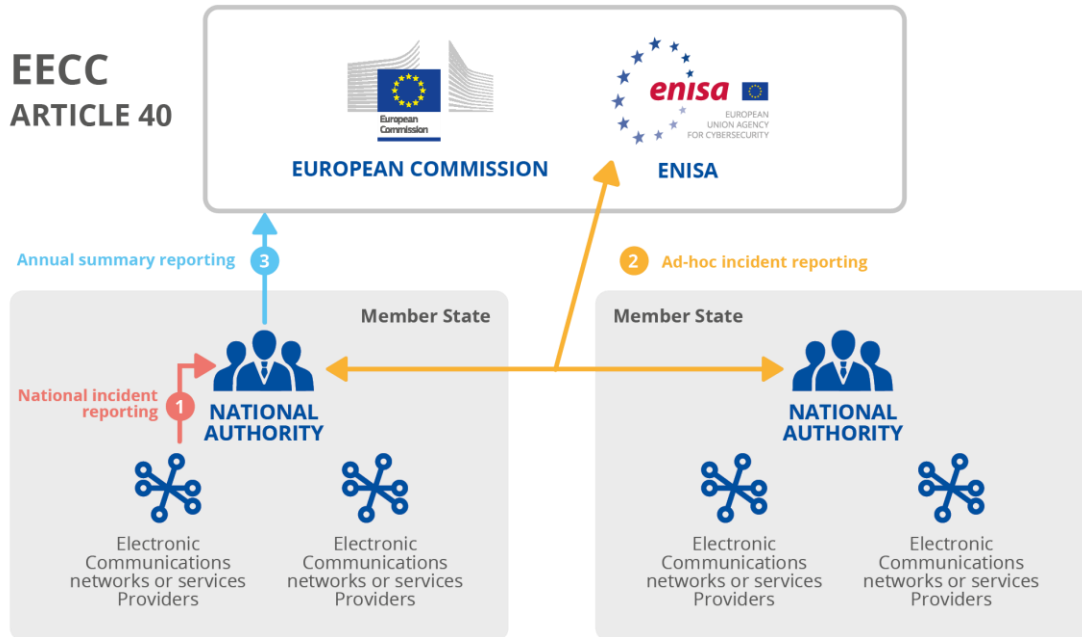 EECC
ARTICLE 40
European
Commission
EUROPEAN COMMISSION
enisa
EUROPEAN
UNION AGENCY
FOR CYBERSECURITY
ENISA
Annual summary reporting
3
2
Ad-hoc incident reporting
Member State
National incident
reporting
1
NATIONAL
AUTHORITY
Electronic
Communications
networks or services
Providers
Electronic
Communications
networks or services
Providers
Member State
NATIONAL
AUTHORITY
Electronic
Communications
networks or services
Providers
Electronic
Communications
networks or services
Providers